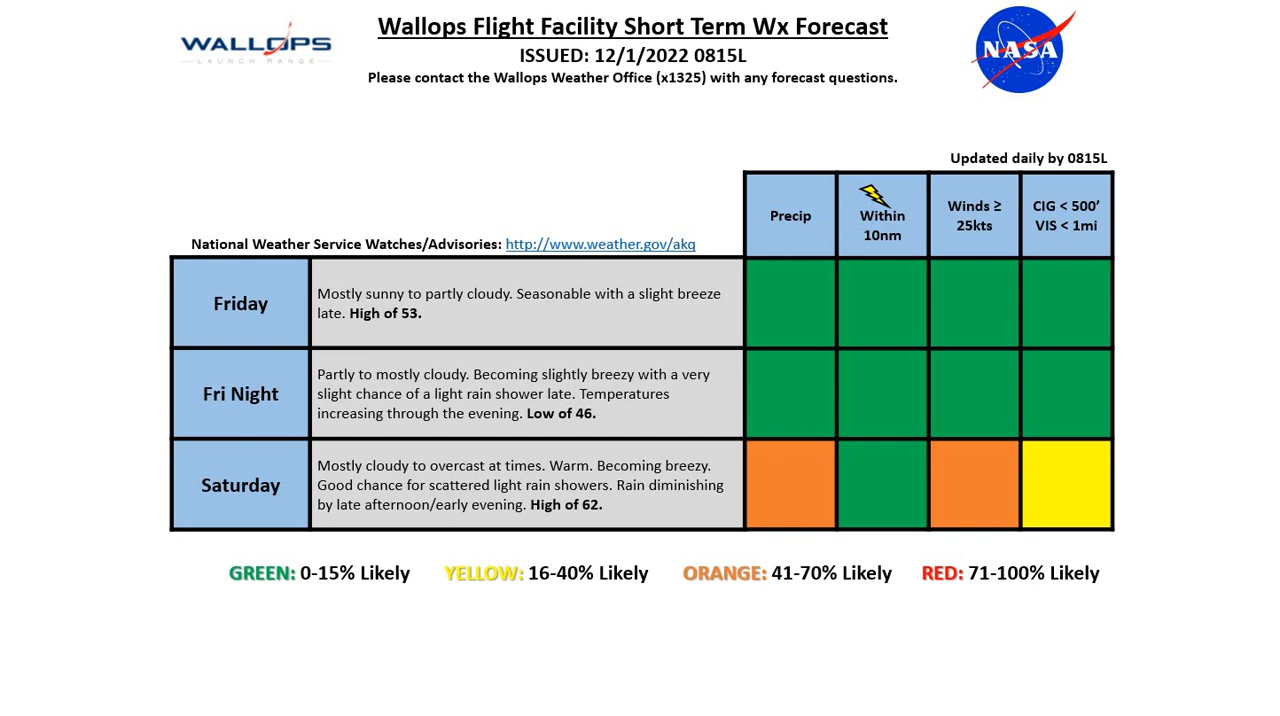 WALLOPS
LAUNCH RANGE
Wallops Flight Facility Short Term Wx Forecast
ISSUED: 12/1/2022 0815L
Please contact the Wallops Weather Office (x1325) with any forecast questions.
NASA
Updated daily by 0815L
National Weather Service Watches/Advisories: http://www.weather.gov/akq
Precip
Within
10nm
Winds ≥
25kts
CIG < 500’
VIS < 1mi
Friday
Mostly sunny to partly cloudy. Seasonable with a slight breeze
late. High of 53.
Fri Night
Partly to mostly cloudy. Becoming slightly breezy with a very
slight chance of a light rain shower late. Temperatures
increasing through the evening. Low of 46.
Saturday
Mostly cloudy to overcast at times. Warm. Becoming breezy.
Good chance for scattered light rain showers. Rain diminishing
by late afternoon/early evening. High of 62.
GREEN: 0-15% Likely
YELLOW: 16-40% Likely
ORANGE: 41-70% Likely
RED: 71-100% Likely